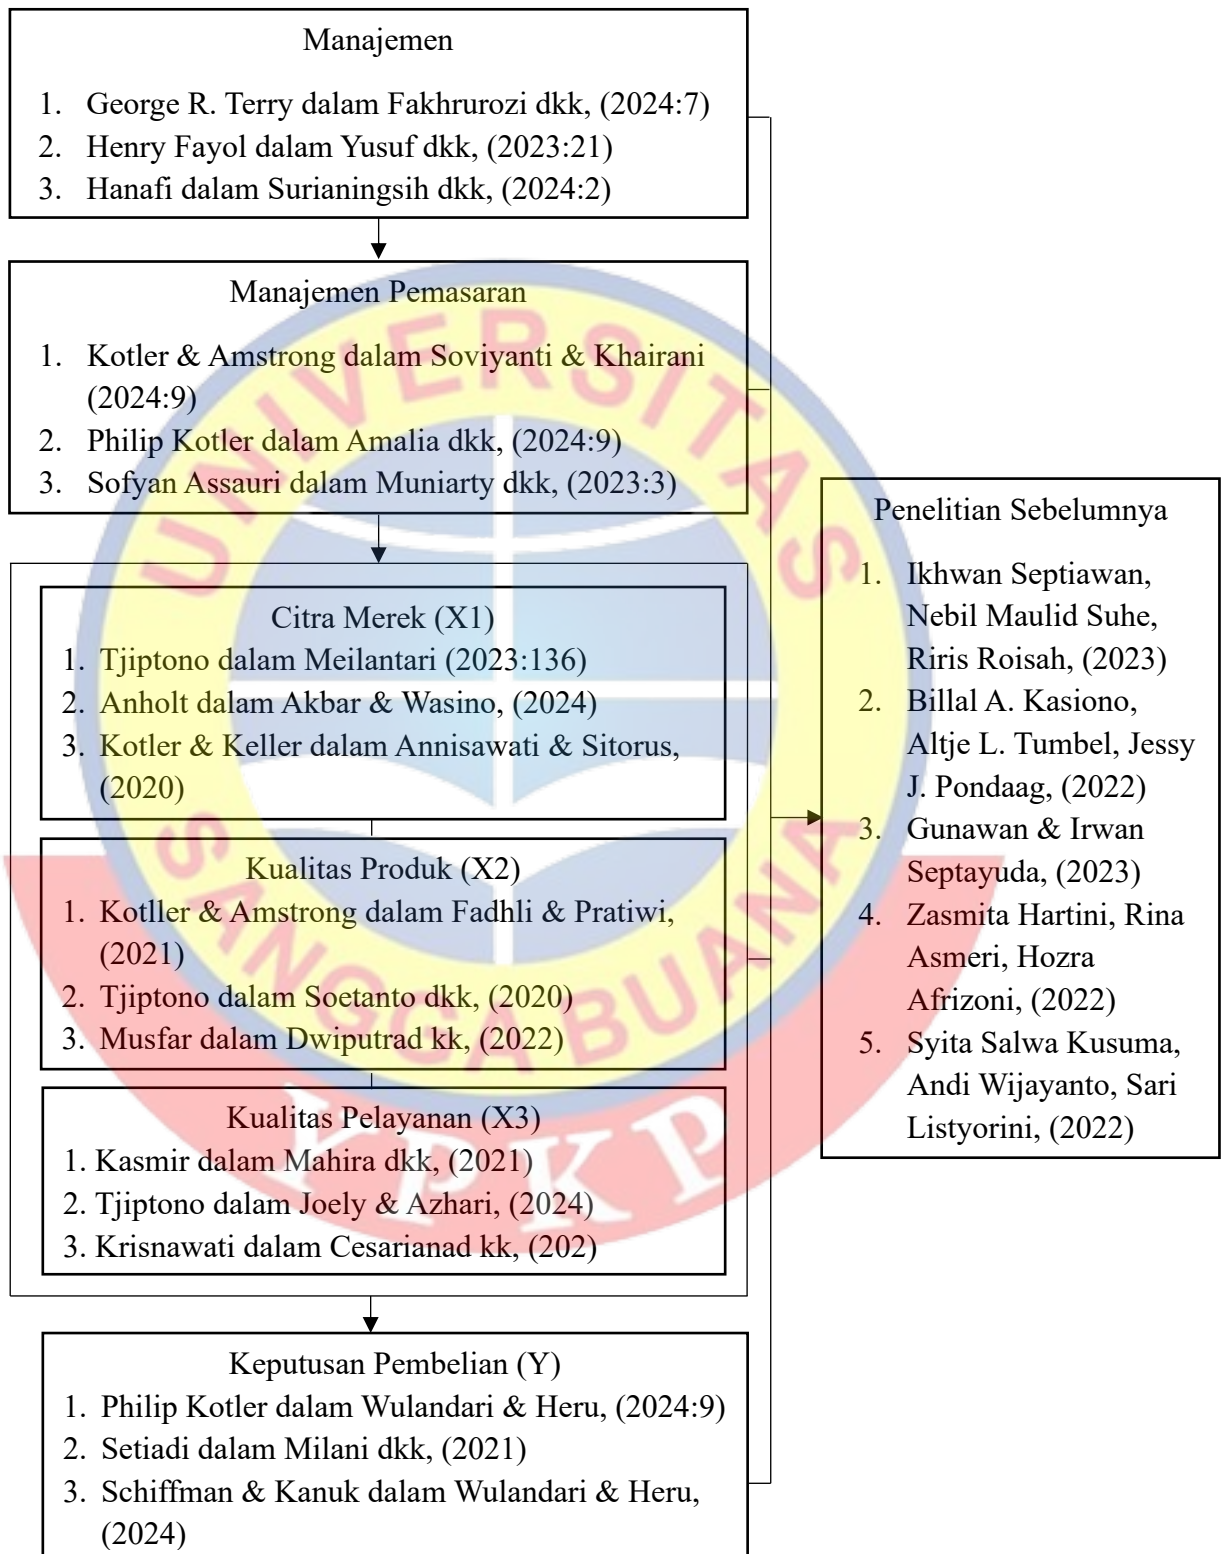 Manajemen
1. George R. Terry dalam Fakhrurozi dkk, (2024:7)
2. Henry Fayol dalam Yusuf dkk, (2023:21)
3. Hanafi dalam Surianingsih dkk, (2024:2)
Manajemen Pemasaran
1. Kotler & Amstrong dalam Soviyanti & Khairani
(2024:9)
2. Philip Kotler dalam Amalia dkk, (2024:9)
3. Sofyan Assauri dalam Muniarty dkk, (2023:3)
Citra Merek (X1)
1. Tjiptono dalam Meilantari (2023:136)
2. Anholt dalam Akbar & Wasino, (2024)
3. Kotler & Keller dalam Annisawati & Sitorus,
(2020)
Kualitas Produk (X2)
1. Kotller & Amstrong dalam Fadhli & Pratiwi,
(2021)
2. Tjiptono dalam Soetanto dkk, (2020)
3. Musfar dalam Dwiputrad kk, (2022)
Kualitas Pelayanan (X3)
1. Kasmir dalam Mahira dkk, (2021)
2. Tjiptono dalam Joely & Azhari, (2024)
3. Krisnawati dalam Cesarianad kk, (202)
Keputusan Pembelian (Y)
1. Philip Kotler dalam Wulandari & Heru, (2024:9)
2. Setiadi dalam Milani dkk, (2021)
3. Schiffman & Kanuk dalam Wulandari & Heru,
(2024)
Penelitian Sebelumnya
1. Ikhwan Septiawan,
Nebil Maulid Suhe,
Riris Roisah, (2023)
2. Billal A. Kasiono,
Altje L. Tumbel, Jessy
J. Pondaag, (2022)
3. Gunawan & Irwan
Septayuda, (2023)
4. Zasmita Hartini, Rina
Asmeri, Hozra
Afrizoni, (2022)
5. Syita Salwa Kusuma,
Andi Wijayanto, Sari
Listyorini, (2022)
UNIVERSITAS
SANGGA BUANA
YPKP